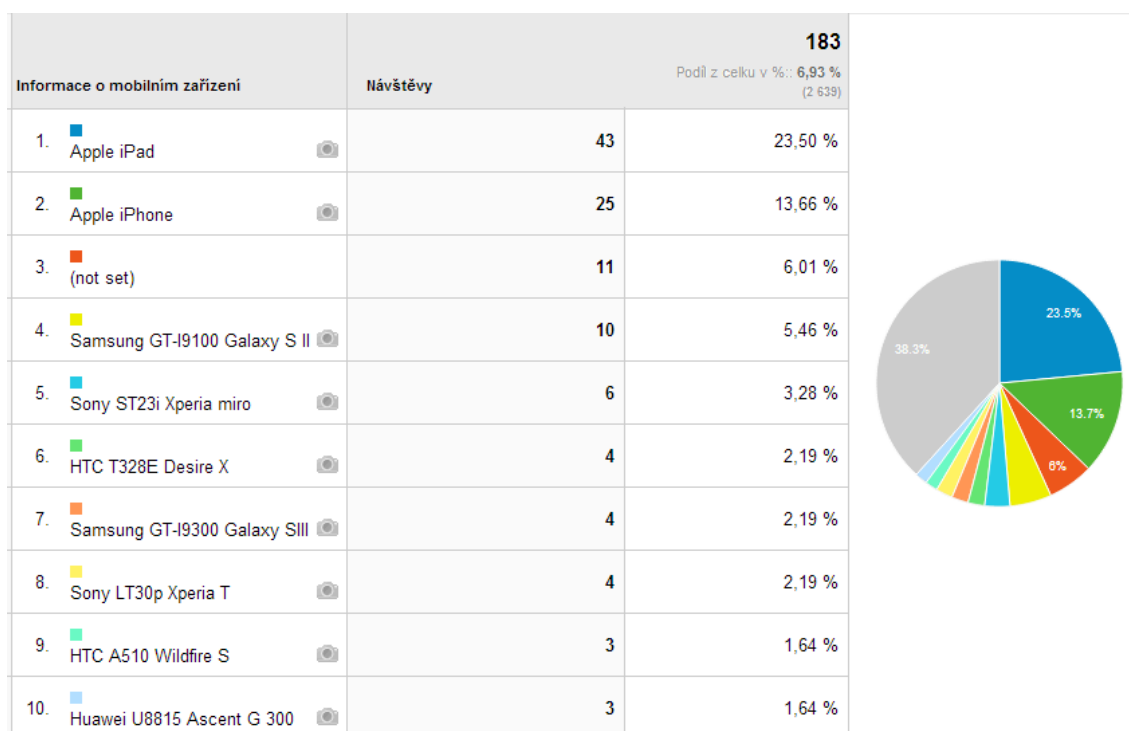 183
Informace o mobilním zařízení Návštěvy Podíl z celku v %:: 6,93 %
(2 639)
1. Apple iPad 43 23,50 %
2. Apple iPhone 25 13,66 %
3. (not set) 11 6,01 %
4. Samsung GT-I9100 Galaxy S II 10 5,46 %
5. Sony ST23i Xperia miro 6 3,28 %
6. HTC T328E Desire X 4 2,19 %
7. Samsung GT-I9300 Galaxy SIII 4 2,19 %
8. Sony LT30p Xperia T 4 2,19 %
9. HTC A510 Wildfire S 3 1,64 %
10. Huawei U8815 Ascent G 300 3 1,64 %
23.5%
38.3%
13.7%
6%